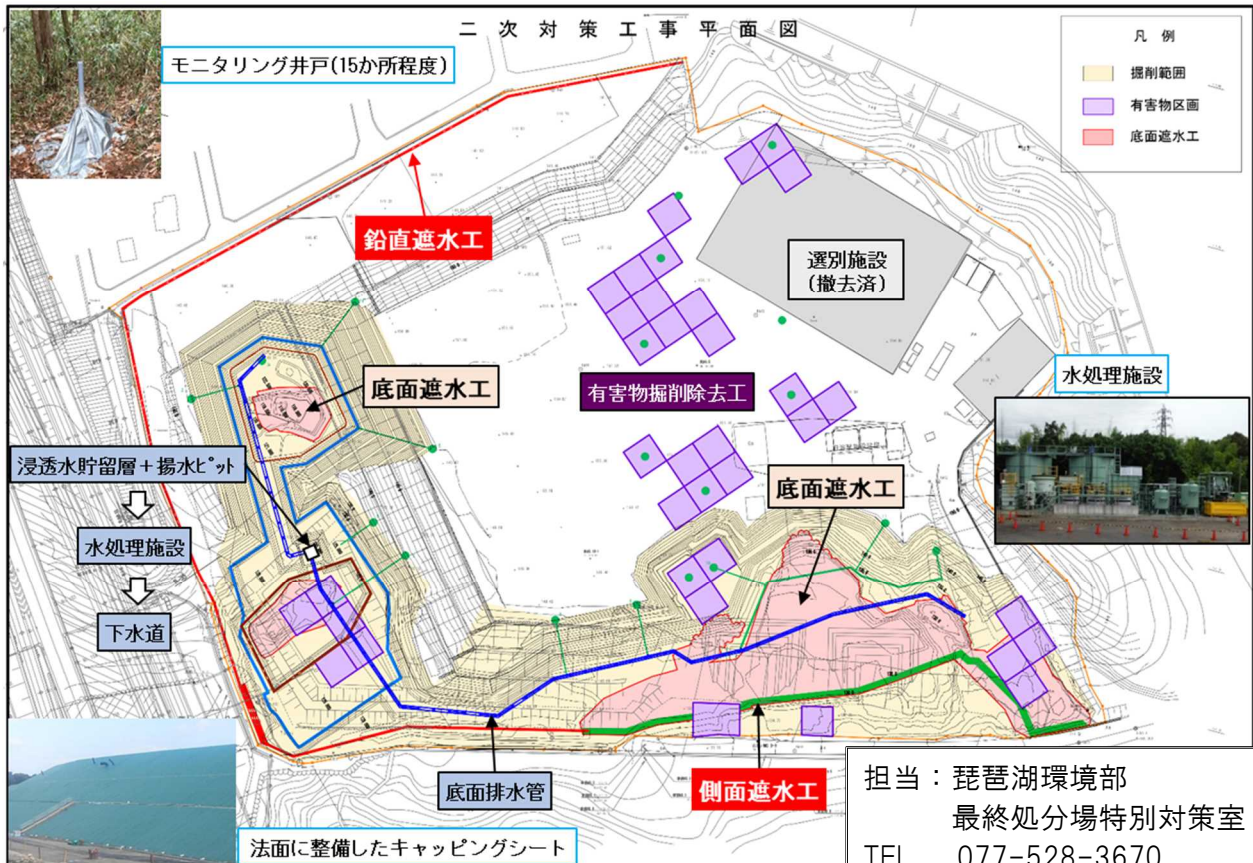 二次対策工事平面図
モニタリング井戸(15か所程度)
凡例
掘削範囲
有害物区画
底面遮水工
鉛直遮水工
選別施設
(撤去済)
水処理施設
底面遮水工
有害物掘削除去工
浸透水貯留層+揚水ピット
水処理施設
下水道
底面遮水工
底面排水管
側面遮水工
法面に整備したキャッピングシート
担当:琵琶湖環境部
最終処分場特別対策室
TEL 077-528-3670